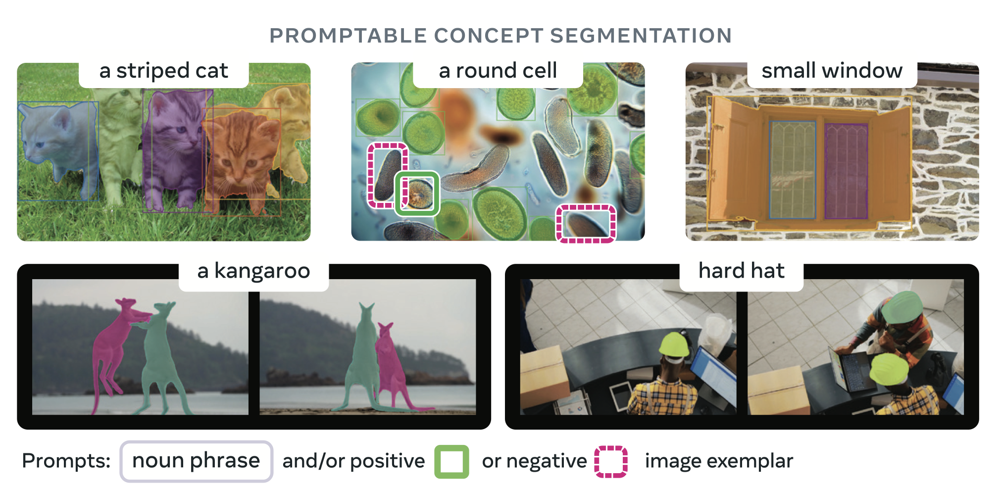 PROMPTABLE CONCEPT SEGMENTATION
a striped cat
a round cell
small window
a kangaroo
hard hat
Prompts: noun phrase and/or positive or negative image exemplar